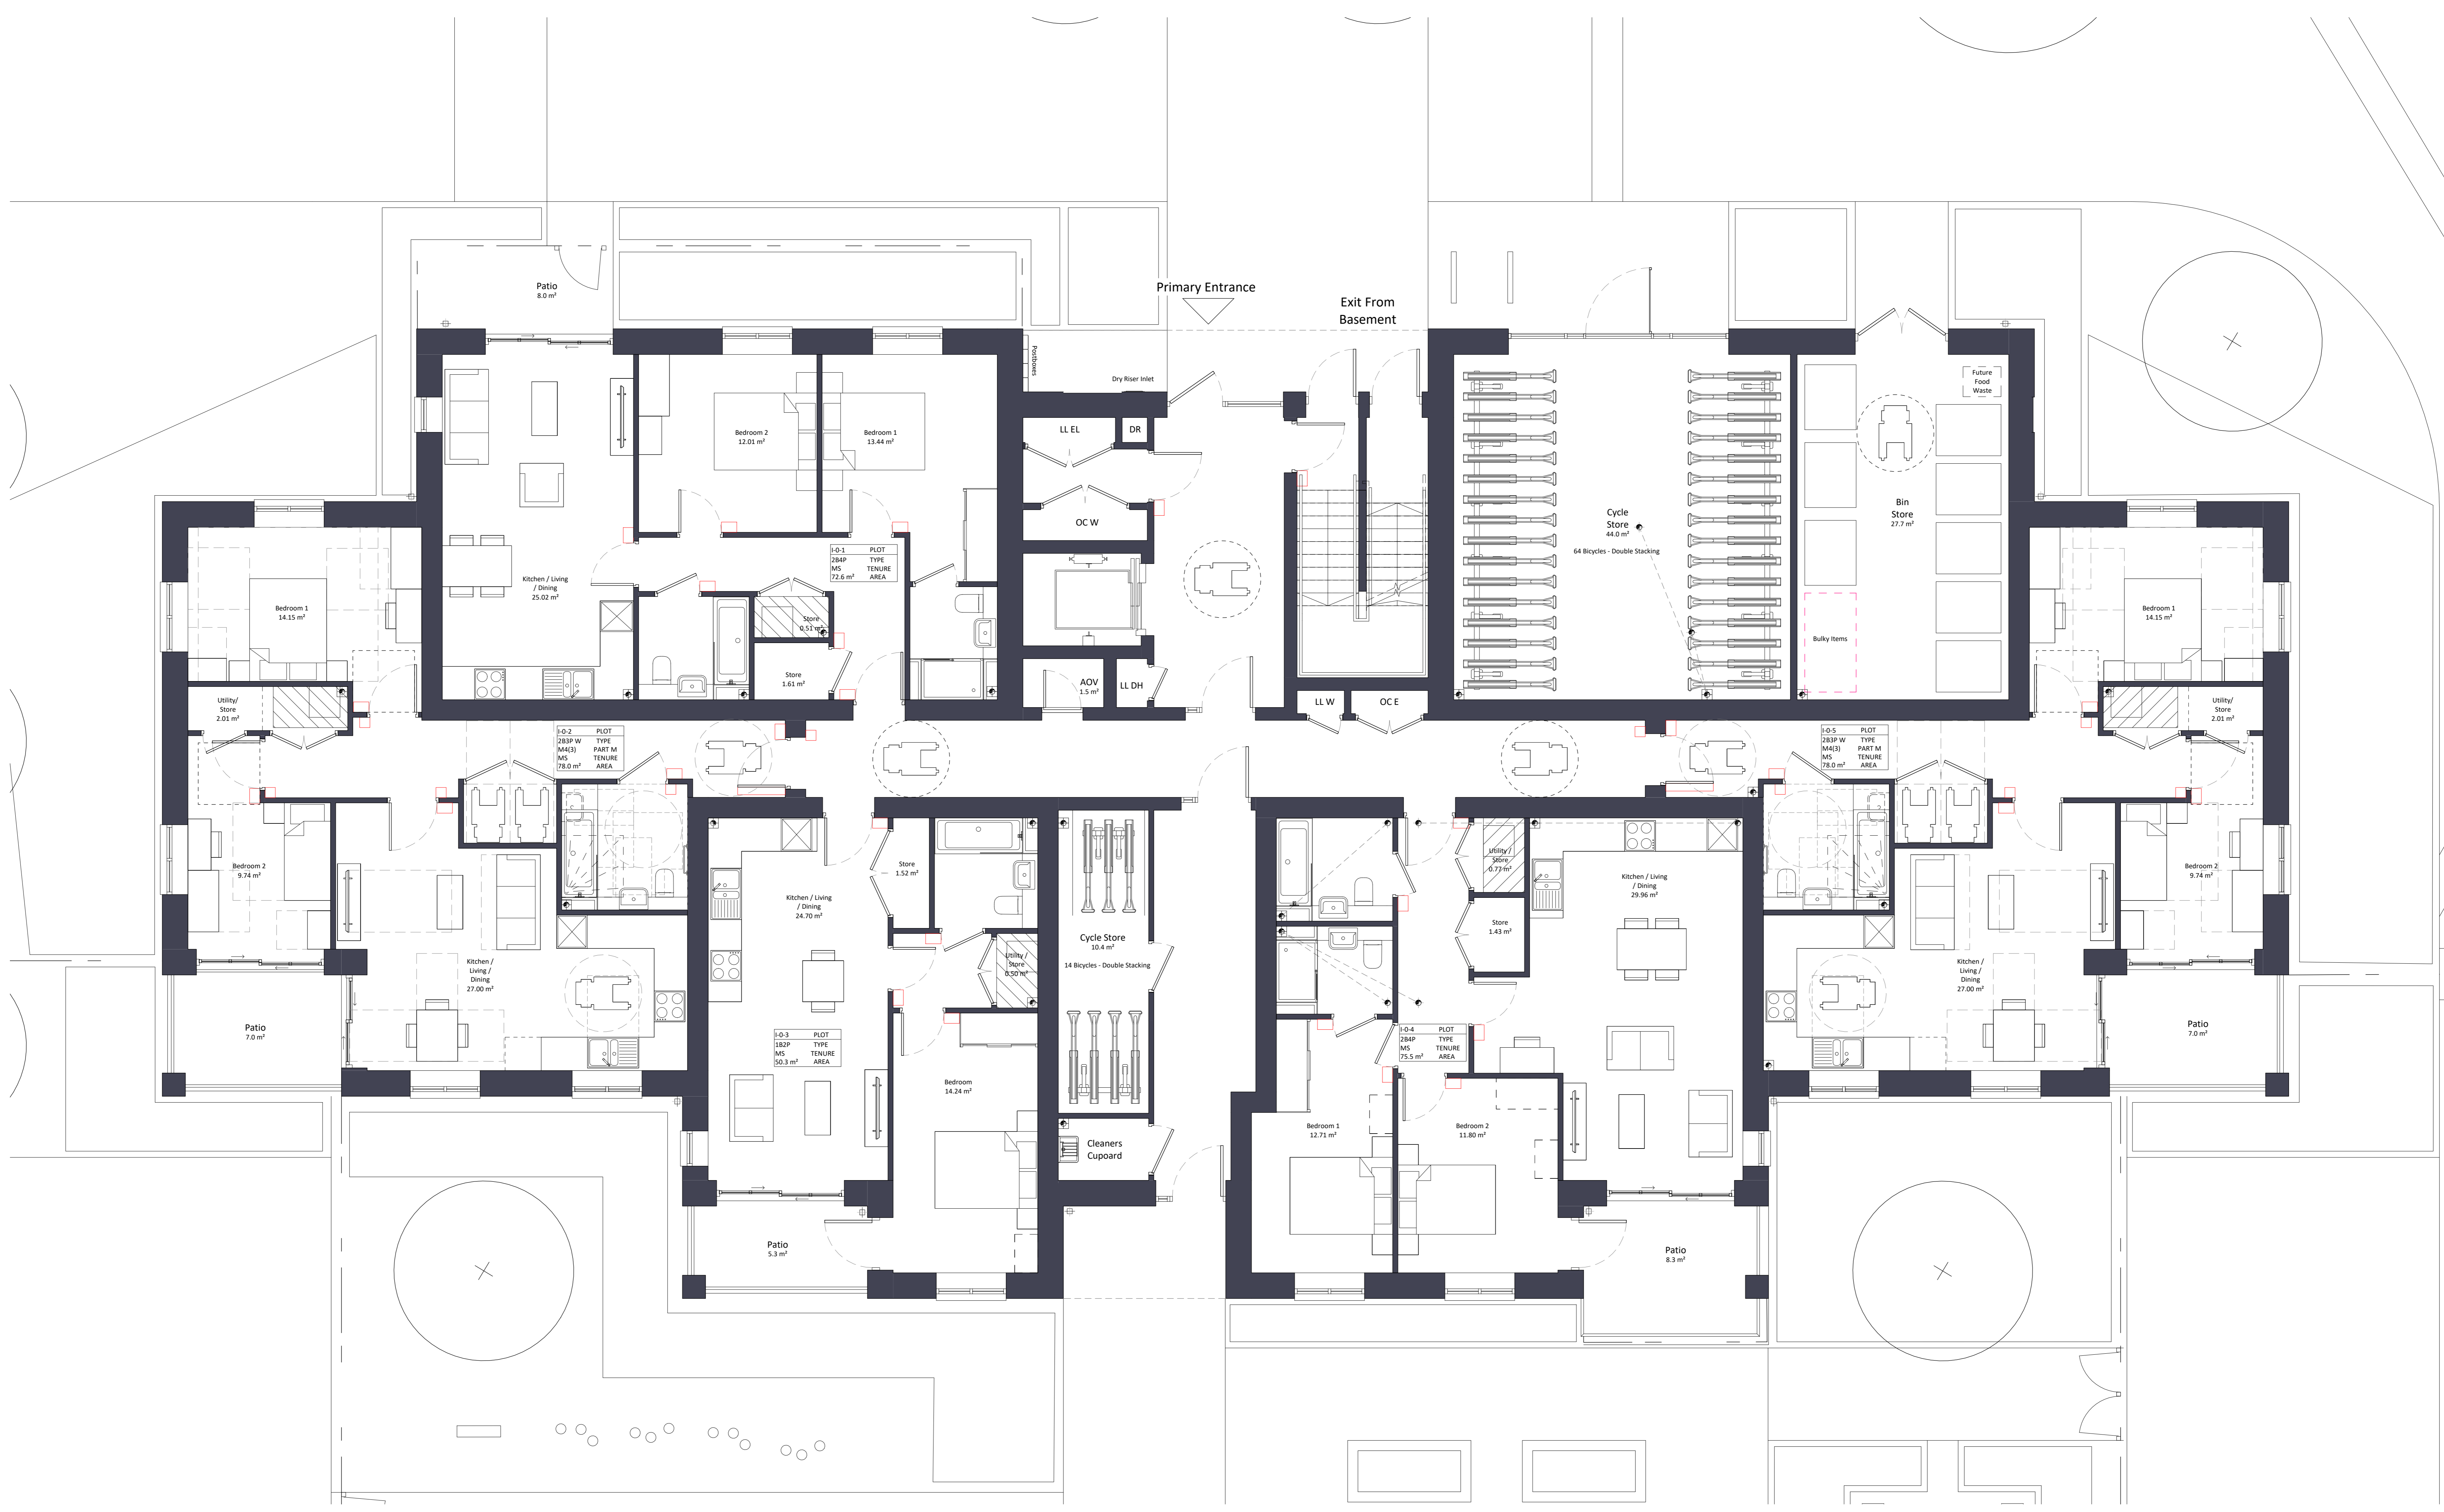 Primary Entrance
Exit From
Basement
Patio
8.0 m²
Postboxes
Dry Riser Inlet
LL EL
DR
OC W
Bedroom 2
12.01 m²
Bedroom 1
13.44 m²
I-0-1 PLOT
2B4P TYPE
MS TENURE
72.6 m² AREA
Kitchen / Living
/ Dining
25.02 m²
Store
0.51 m²
Store
1.61 m²
AOV
1.5 m²
LL DH
LL W
OC E
Cycle
Store
44.0 m²
64 Bicycles - Double Stacking
Bin
Store
27.7 m²
Future
Food
Waste
Bulky Items
Bedroom 1
14.15 m²
Utility/
Store
2.01 m²
I-0-2 PLOT
2B3P W TYPE
M4(3) PART M
MS TENURE
78.0 m² AREA
Bedroom 2
9.74 m²
Kitchen /
Living /
Dining
27.00 m²
Patio
7.0 m²
Kitchen / Living
/ Dining
24.70 m²
Store
1.52 m²
Utility /
Store
0.50 m²
I-0-3 PLOT
1B2P TYPE
MS TENURE
50.3 m² AREA
Bedroom
14.24 m²
Patio
5.3 m²
Cycle Store
10.4 m²
14 Bicycles - Double Stacking
Cleaners
Cupoard
Utility /
Store
0.77 m²
Store
1.43 m²
Kitchen / Living
/ Dining
29.96 m²
I-0-4 PLOT
2B4P TYPE
MS TENURE
75.5 m² AREA
Bedroom 1
12.71 m²
Bedroom 2
11.80 m²
Patio
8.3 m²
Bedroom 1
14.15 m²
Utility/
Store
2.01 m²
I-0-5 PLOT
2B3P W TYPE
M4(3) PART M
MS TENURE
78.0 m² AREA
Bedroom 2
9.74 m²
Kitchen /
Living /
Dining
27.00 m²
Patio
7.0 m²